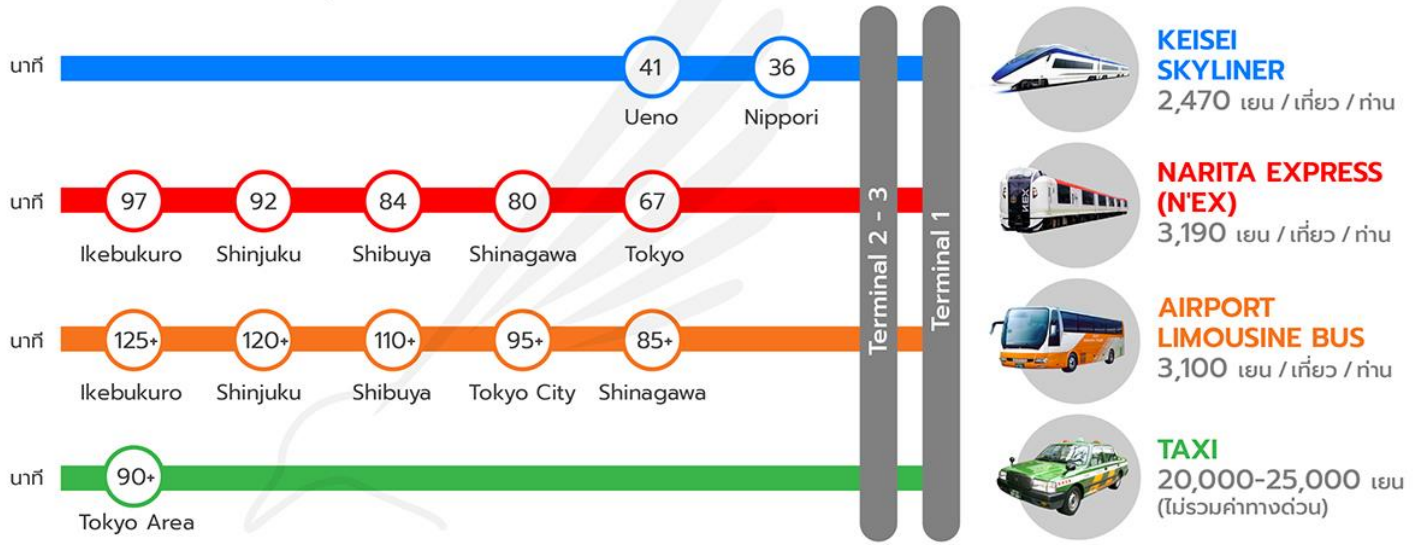 นาที
41
36
Ueno
Nippori
KEISEI
SKYLINER
2,470 เยน / เที่ยว / ท่าน
นาที
97
92
84
80
67
Ikebukuro
Shinjuku
Shibuya
Shinagawa
Tokyo
NARITA EXPRESS
(N'EX)
3,190 เยน / เที่ยว / ท่าน
N'EX
Terminal 2 - 3
Terminal 1
นาที
125+
120+
110+
95+
85+
Ikebukuro
Shinjuku
Shibuya
Tokyo City
Shinagawa
AIRPORT
LIMOUSINE BUS
3,100 เยน / เที่ยว / ท่าน
นาที
90+
Tokyo Area
TAXI
20,000-25,000 เยน
(ไม่รวมค่าทางด่วน)